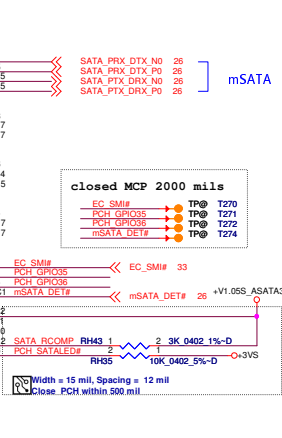 SATA_PRX_DTX_N0 26
SATA_PRX_DTX_P0 26
SATA_PTX_DRX_N0 26
SATA_PTX_DRX_P0 26
mSATA
closed MCP 2000 mils
EC_SMI# TP@ T270
PCH_GPIO35 TP@ T271
PCH_GPIO36 TP@ T272
mSATA_DET# TP@ T274
EC_SMI# EC_SMI# 33
PCH_GPIO35
PCH_GPIO36
mSATA_DET# mSATA_DET# 26
+V1.05S_ASATA3
SATA_RCOMP RH43 1 2 3K_0402_1%~D
PCH_SATALED# 2 1 +3VS
RH35 10K_0402_5%~D
Width = 15 mil, Spacing = 12 mil
Close PCH within 500 mil